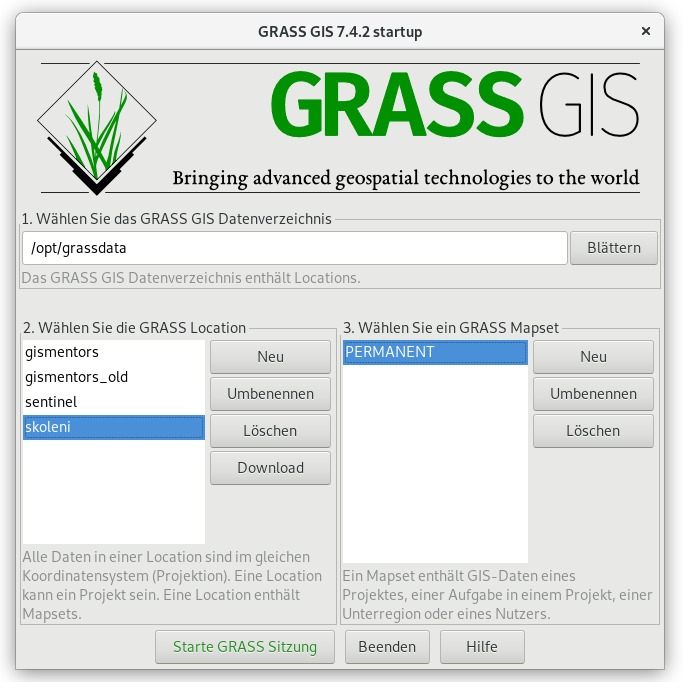 GRASS GIS 7.4.2 startup
×
GRASS GIS
Bringing advanced geospatial technologies to the world
1. Wählen Sie das GRASS GIS Datenverzeichnis
/opt/grassdata
Blättern
Das GRASS GIS Datenverzeichnis enthält Locations.
2. Wählen Sie die GRASS Location
gismentors
gismentors_old
sentinel
skoleni
Neu
Umbenennen
Löschen
Download
Alle Daten in einer Location sind im gleichen
Koordinatensystem (Projektion). Eine Location
kann ein Projekt sein. Eine Location enthält
Mapsets.
3. Wählen Sie ein GRASS Mapset
PERMANENT
Neu
Umbenennen
Löschen
Ein Mapset enthält GIS-Daten eines
Projektes, einer Aufgabe in einem Projekt, einer
Unterregion oder eines Nutzers.
Starte GRASS Sitzung
Beenden
Hilfe